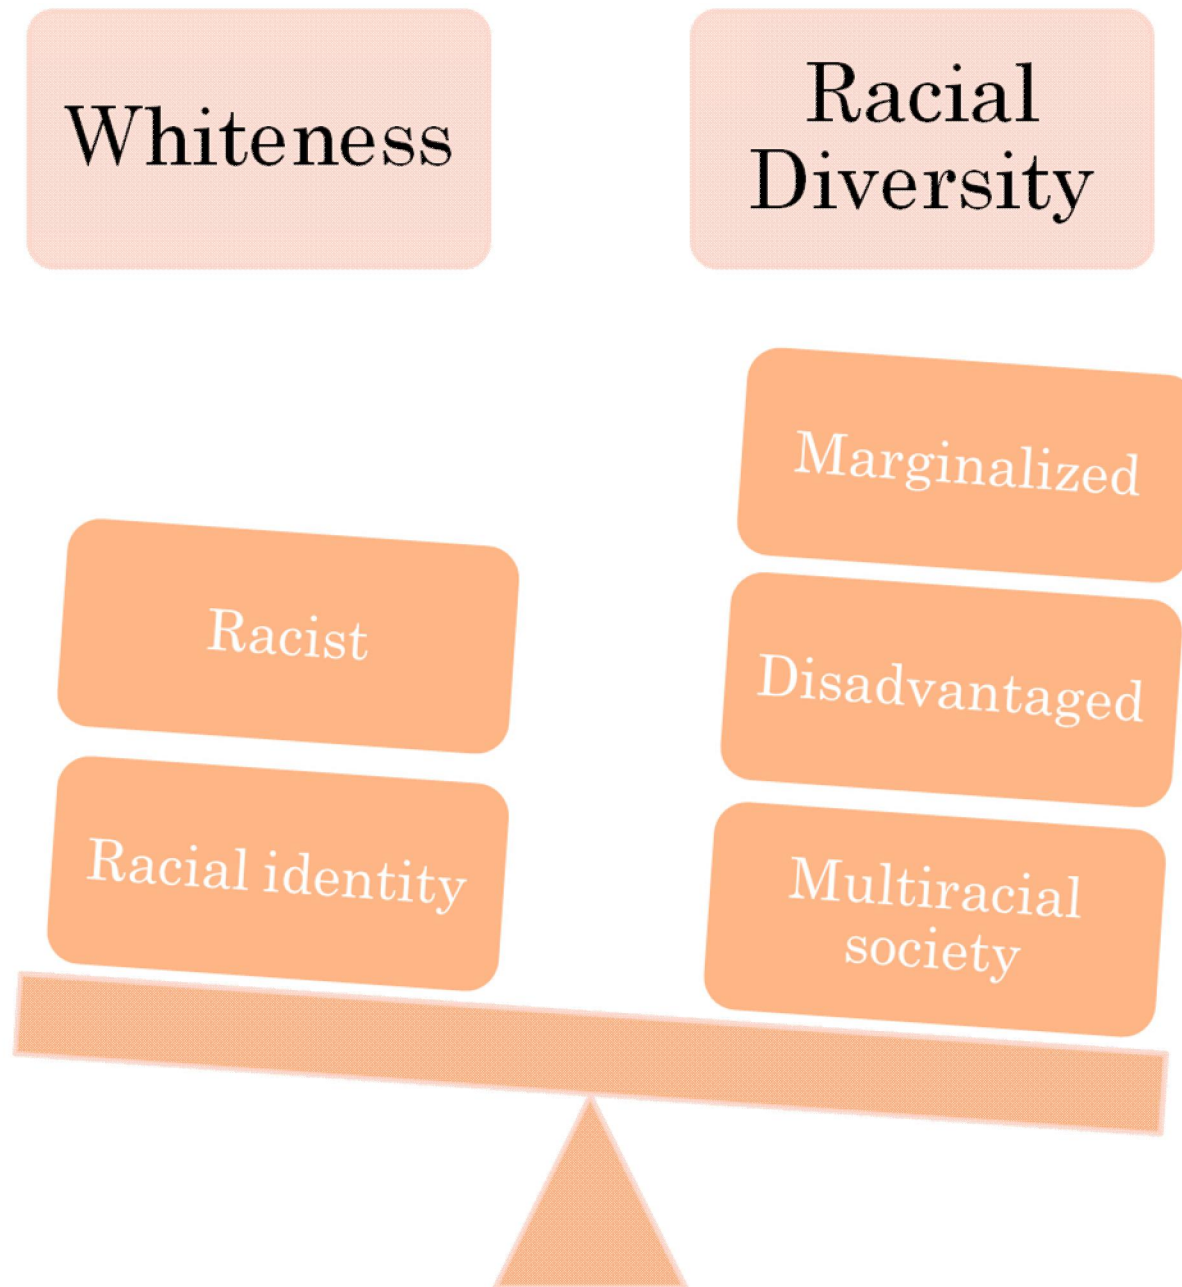 Whiteness
Racial
Diversity
Racist
Racial identity
Marginalized
Disadvantaged
Multiracial
society